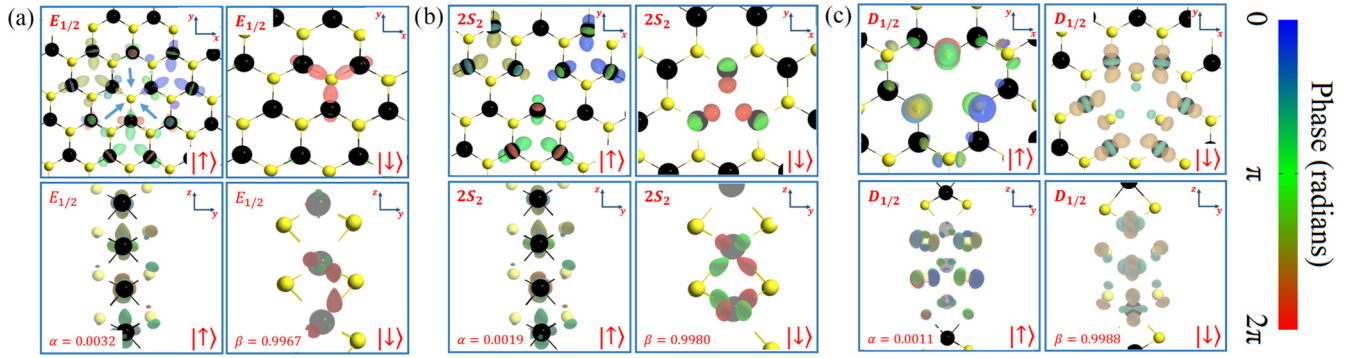 (a)
E1/2
y
x
|↑⟩
E1/2
y
x
|↓⟩
E1/2
z
y
α = 0.0032
|↑⟩
E1/2
z
y
β = 0.9967
|↓⟩
(b)
2S2
y
x
|↑⟩
2S2
y
x
|↓⟩
2S2
z
y
α = 0.0019
|↑⟩
2S2
z
y
β = 0.9980
|↓⟩
(c)
D1/2
y
x
|↑⟩
D1/2
y
x
|↓⟩
D1/2
z
y
α = 0.0011
|↑⟩
D1/2
z
y
β = 0.9988
|↓⟩
0
π
2π
Phase (radians)